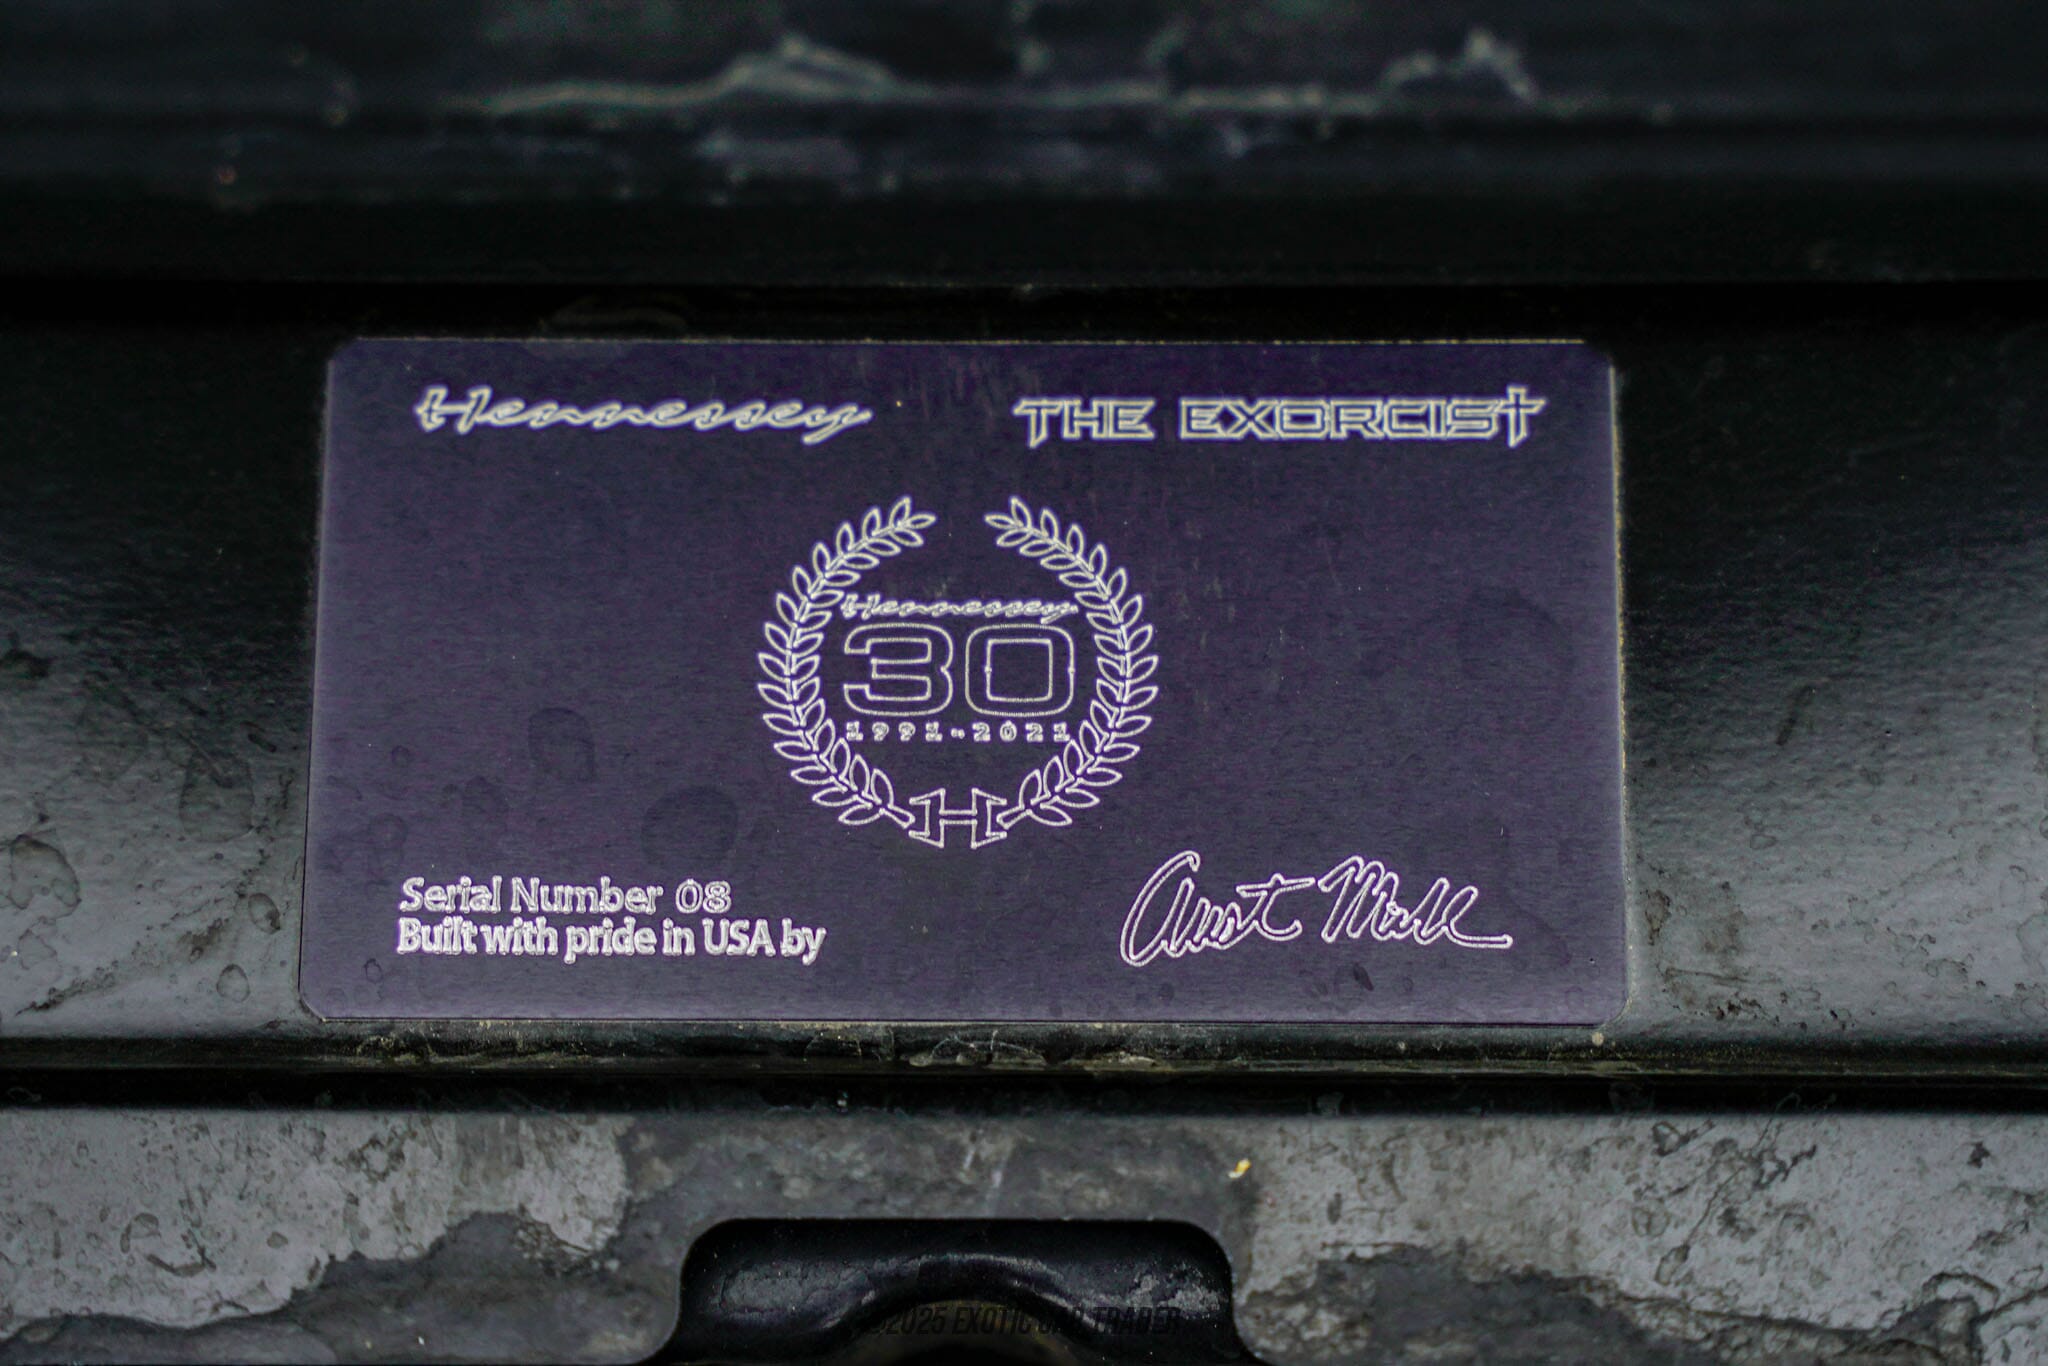 Hennessey
THE EXORCIST
Hennessey
30
1991-2021
H
Serial Number 08
Built with pride in USA by
©2025 EXOTIC CAR TRADER